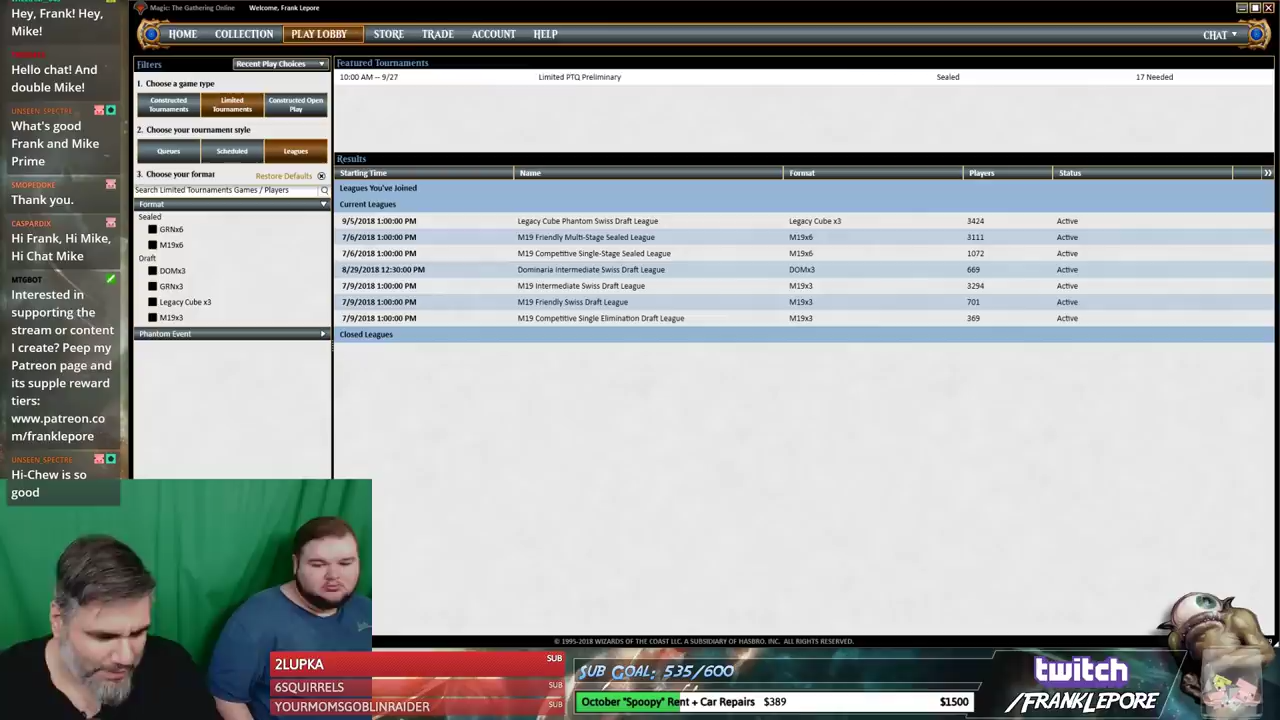 Magic: The Gathering Online
Welcome, Frank Lepore
HOME
COLLECTION
PLAY LOBBY
STORE
TRADE
ACCOUNT
HELP
CHAT
Hey, Frank! Hey,
Mike!
Hello chat! And
double Mike!
UNSEEN_SPECTRE
What's good
Frank and Mike
Prime
SMOPEDOKE
Thank you.
CASPARDIX
Hi Frank, Hi Mike,
Hi Chat Mike
MTGBOT
Interested in
supporting the
stream or content
I create? Peep my
Patreon page and
its supple reward
tiers:
www.patreon.co
m/franklepore
UNSEEN_SPECTRE
Hi-Chew is so
good
Filters
Recent Play Choices
1. Choose a game type
Constructed Tournaments
Limited Tournaments
Constructed Open Play
2. Choose your tournament style
Queues
Scheduled
Leagues
3. Choose your format
Restore Defaults
Search Limited Tournaments Games / Players
Format
Sealed
GRNx6
M19x6
Draft
DOMx3
GRNx3
Legacy Cube x3
M19x3
Phantom Event
Featured Tournaments
10:00 AM -- 9/27 Limited PTQ Preliminary Sealed 17 Needed
Results
Starting Time Name Format Players Status
Leagues You've Joined
Current Leagues
9/5/2018 1:00:00 PM Legacy Cube Phantom Swiss Draft League Legacy Cube x3 3424 Active
7/6/2018 1:00:00 PM M19 Friendly Multi-Stage Sealed League M19x6 3111 Active
7/6/2018 1:00:00 PM M19 Competitive Single-Stage Sealed League M19x6 1072 Active
8/29/2018 12:30:00 PM Dominaria Intermediate Swiss Draft League DOMx3 669 Active
7/9/2018 1:00:00 PM M19 Intermediate Swiss Draft League M19x3 3294 Active
7/9/2018 1:00:00 PM M19 Friendly Swiss Draft League M19x3 701 Active
7/9/2018 1:00:00 PM M19 Competitive Single Elimination Draft League M19x3 369 Active
Closed Leagues
© 1995-2018 WIZARDS OF THE COAST LLC, A SUBSIDIARY OF HASBRO, INC. ALL RIGHTS RESERVED.
2LUPKA SUB
6SQUIRRELS SUB
YOURMOMSGOBLINRAIDER SUB
SUB GOAL: 535/600
October "Spoopy" Rent + Car Repairs $389 $1500
twitch
/FRANKLEPORE